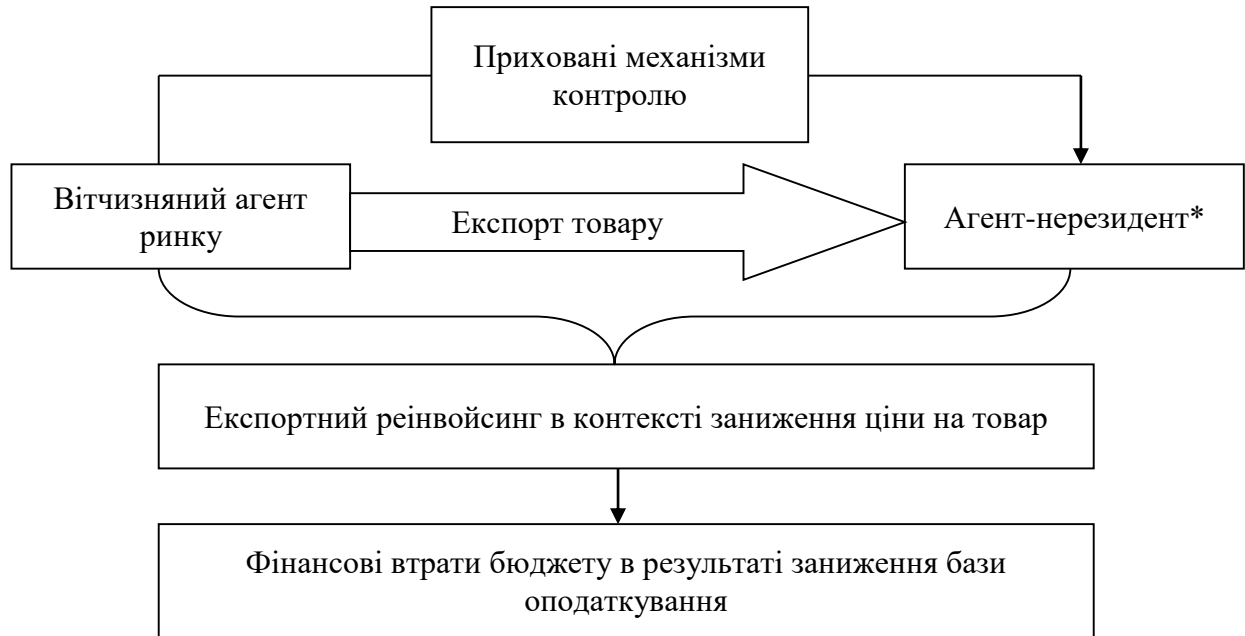 Приховані механізми
контролю
Вітчизняний агент
ринку
Експорт товару
Агент-нерезидент*
Експортний реінвойсинг в контексті заниження ціни на товар
Фінансові втрати бюджету в результаті заниження бази
оподаткування